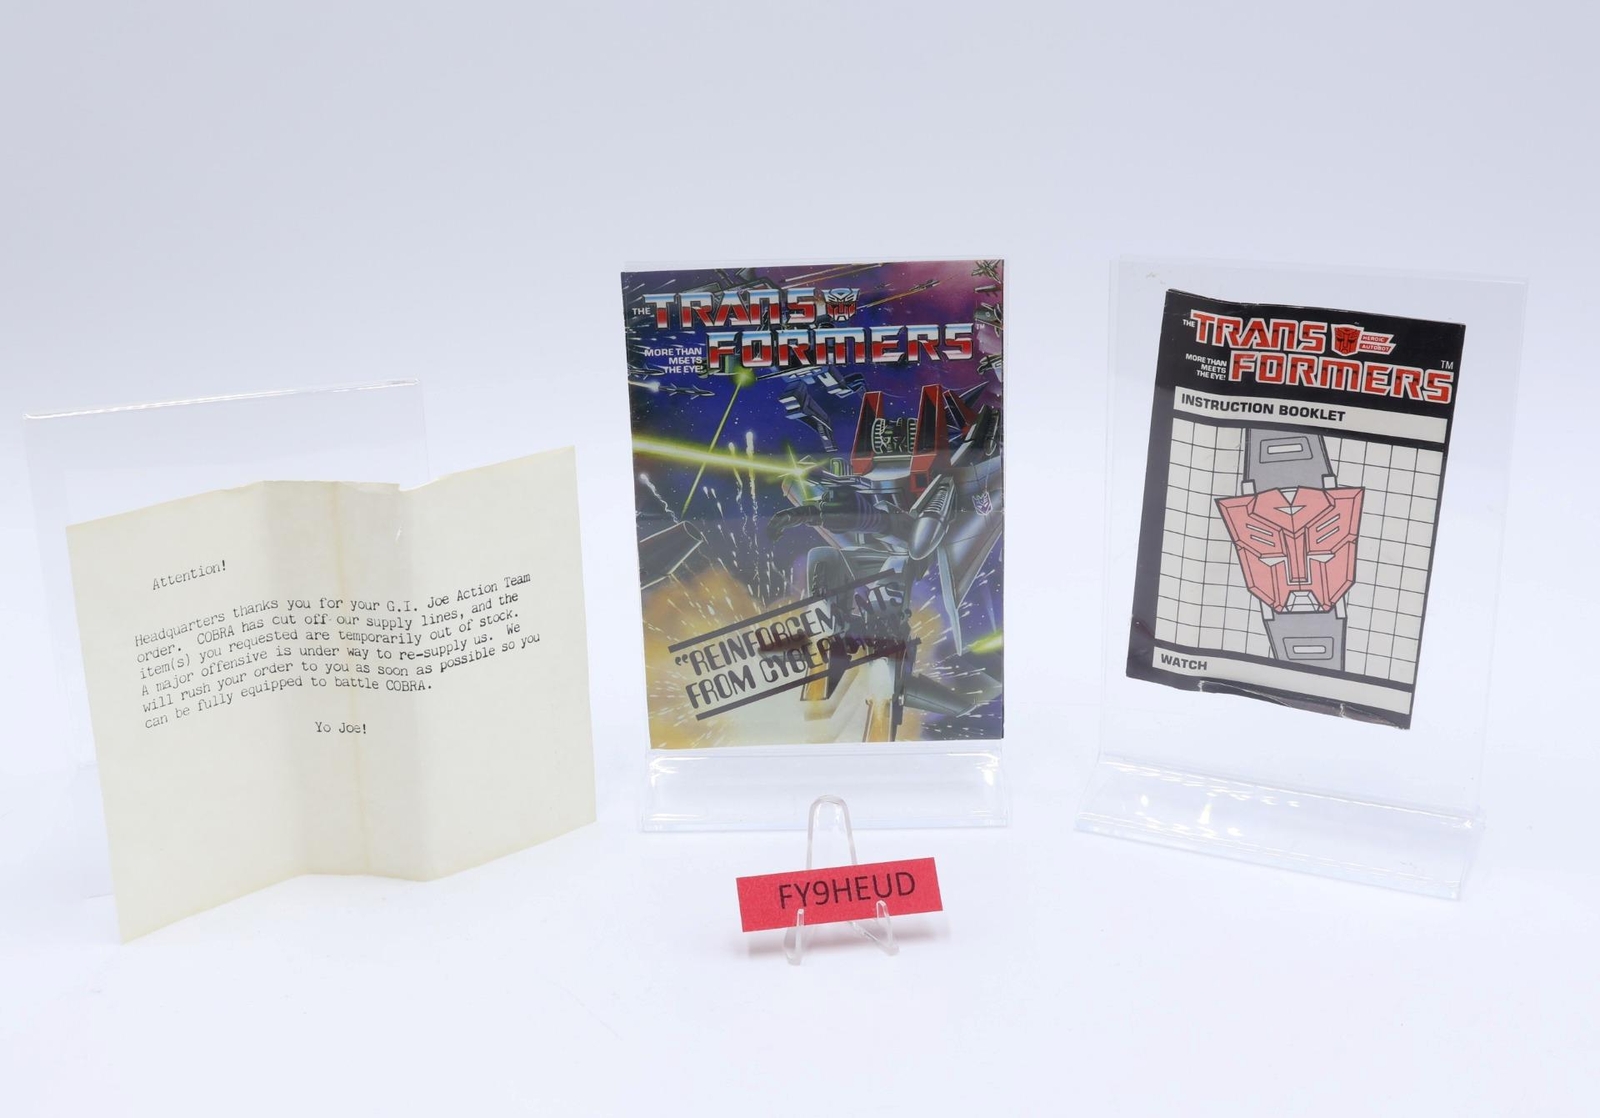 Attention!
Headquarters thanks you for your G.I. Joe Action Team
order. COBRA has cut off our supply lines, and the
item(s) you requested are temporarily out of stock.
A major offensive is under way to re-supply us. We
will rush your order to you as soon as possible so you
can be fully equipped to battle COBRA.
Yo Joe!
THE TRANS
FORMERS TM
MORE THAN
MEETS
THE EYE!
"REINFORCEMENTS
FROM
FY9HEUD
THE TRANS
HEROIC
AUTOBOT
FORMERS TM
MORE THAN
MEETS
THE EYE!
INSTRUCTION BOOKLET
WATCH